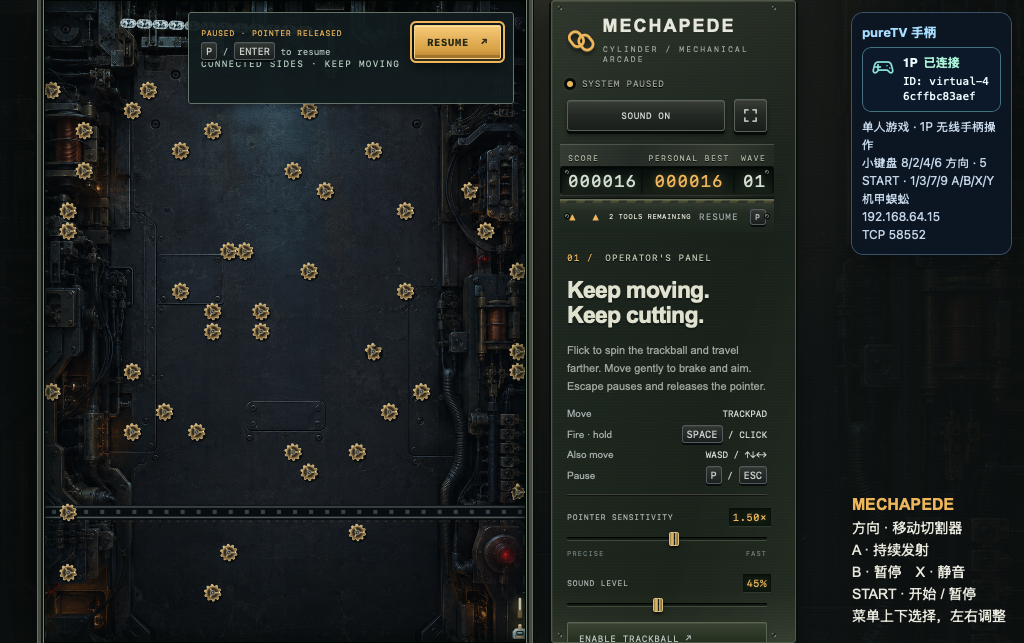 PAUSED · POINTER RELEASED
P / ENTER to resume
CONNECTED SIDES · KEEP MOVING
RESUME ↗
MECHAPEDE
CYLINDER / MECHANICAL
ARCADE
SYSTEM PAUSED
SOUND ON
SCORE PERSONAL BEST WAVE
000016 000016 01
2 TOOLS REMAINING RESUME P
01 / OPERATOR'S PANEL
Keep moving.
Keep cutting.
Flick to spin the trackball and travel
farther. Move gently to brake and aim.
Escape pauses and releases the pointer.
Move TRACKPAD
Fire · hold SPACE / CLICK
Also move WASD / ↑↓↔
Pause P / ESC
POINTER SENSITIVITY 1.50×
PRECISE FAST
SOUND LEVEL 45%
ENABLE TRACKBALL ↗
pureTV 手柄
1P 已连接
ID: virtual-4
6cffbc83aef
单人游戏 · 1P 无线手柄操
作
小键盘 8/2/4/6 方向 · 5
START · 1/3/7/9 A/B/X/Y
机甲蜈蚣
192.168.64.15
TCP 58552
MECHAPEDE
方向 · 移动切割器
A · 持续发射
B · 暂停 X · 静音
START · 开始 / 暂停
菜单上下选择，左右调整